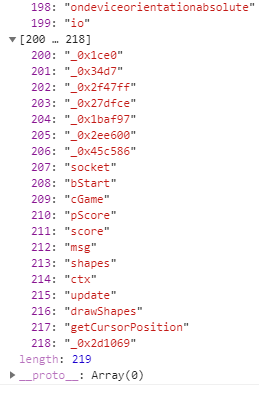 198: "ondeviceorientationabsolute"
199: "io"
▼[200 … 218]
200: "_0x1ce0"
201: "_0x34d7"
202: "_0x2f47ff"
203: "_0x27dfce"
204: "_0x1baf97"
205: "_0x2ee600"
206: "_0x45c586"
207: "socket"
208: "bStart"
209: "cGame"
210: "pScore"
211: "score"
212: "msg"
213: "shapes"
214: "ctx"
215: "update"
216: "drawShapes"
217: "getCursorPosition"
218: "_0x2d1069"
length: 219
▶__proto__: Array(0)